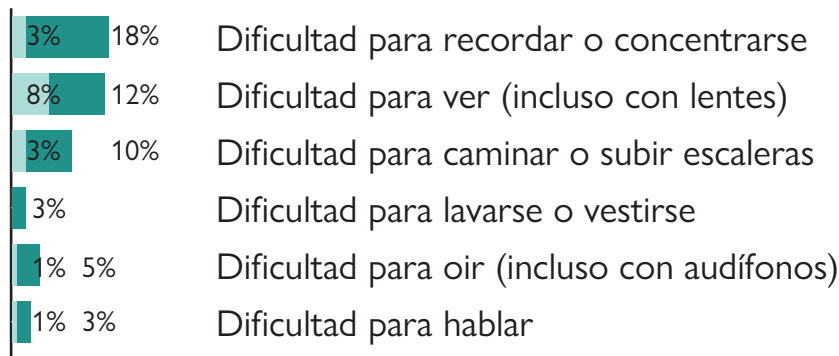 3% 18% Dificultad para recordar o concentrarse
8% 12% Dificultad para ver (incluso con lentes)
3% 10% Dificultad para caminar o subir escaleras
3% Dificultad para lavarse o vestirse
1% 5% Dificultad para oir (incluso con audífonos)
1% 3% Dificultad para hablar